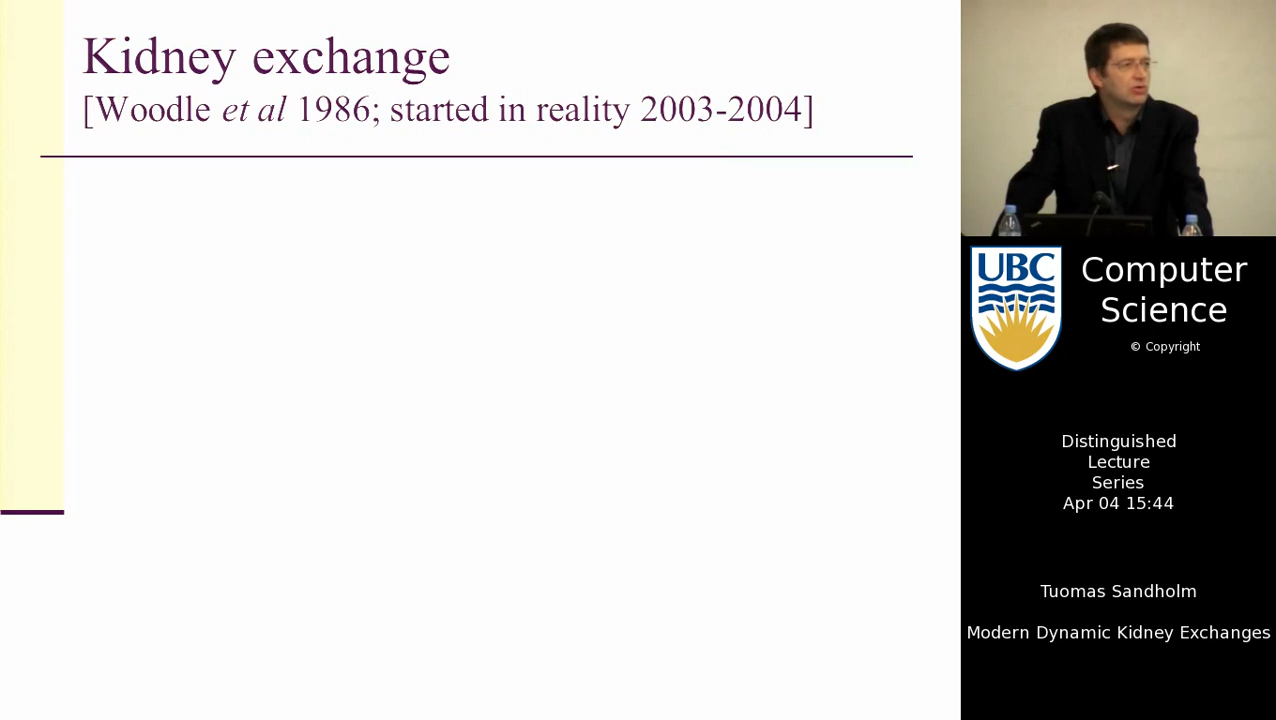 Kidney exchange
[Woodle et al 1986; started in reality 2003-2004]
UBC
Computer
Science
© Copyright
Distinguished
Lecture
Series
Apr 04 15:44
Tuomas Sandholm
Modern Dynamic Kidney Exchanges